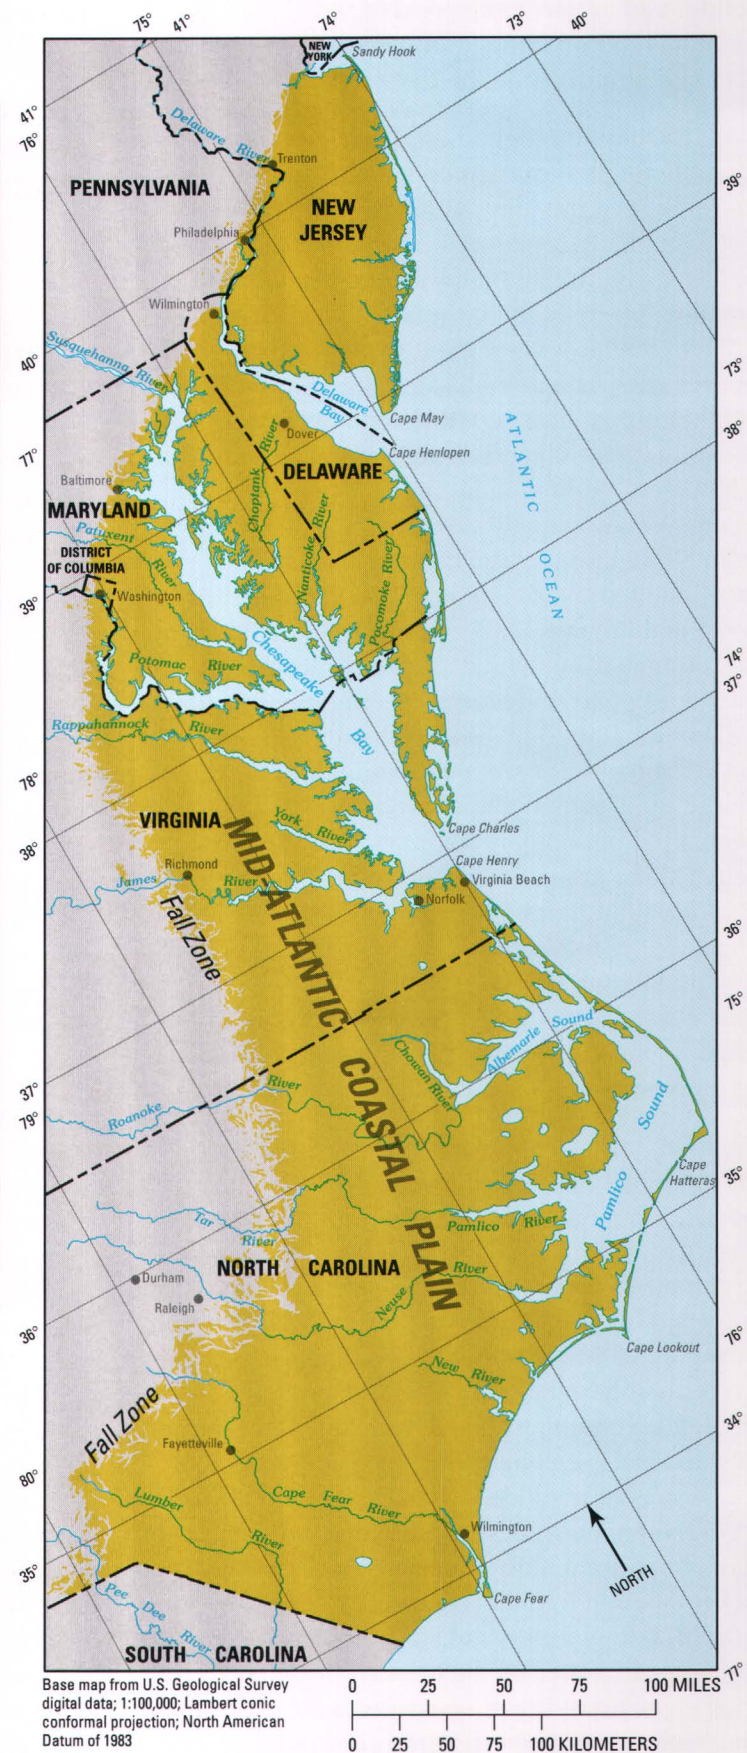 75°
41°
74°
73°
40°
NEW
YORK
Sandy Hook
41°
76°
Delaware River
Trenton
PENNSYLVANIA
NEW
JERSEY
39°
Philadelphia
Wilmington
Susquehanna River
40°
73°
Delaware
Bay
Cape May
38°
77°
Dover
Cape Henlopen
ATLANTIC OCEAN
Baltimore
DELAWARE
Choptank River
MARYLAND
Nanticoke River
Patuxent
River
Pocomoke River
DISTRICT
OF COLUMBIA
Washington
39°
74°
37°
Chesapeake
Bay
Potomac River
Rappahannock River
78°
38°
VIRGINIA
York River
Cape Charles
Cape Henry
Virginia Beach
Norfolk
Richmond
James River
Fall Zone
MID-ATLANTIC COASTAL PLAIN
36°
75°
Albemarle Sound
Chowan River
37°
79°
Roanoke River
Pamlico Sound
Cape
Hatteras
35°
Tar
River
Pamlico River
NORTH CAROLINA
Durham
Raleigh
Neuse River
36°
76°
Cape Lookout
New River
34°
Fall Zone
Fayetteville
80°
Cape Fear River
Lumber
River
Wilmington
35°
NORTH
Cape Fear
Pee Dee
River
SOUTH CAROLINA
77°
Base map from U.S. Geological Survey
digital data; 1:100,000; Lambert conic
conformal projection; North American
Datum of 1983
0 25 50 75 100 MILES
0 25 50 75 100 KILOMETERS